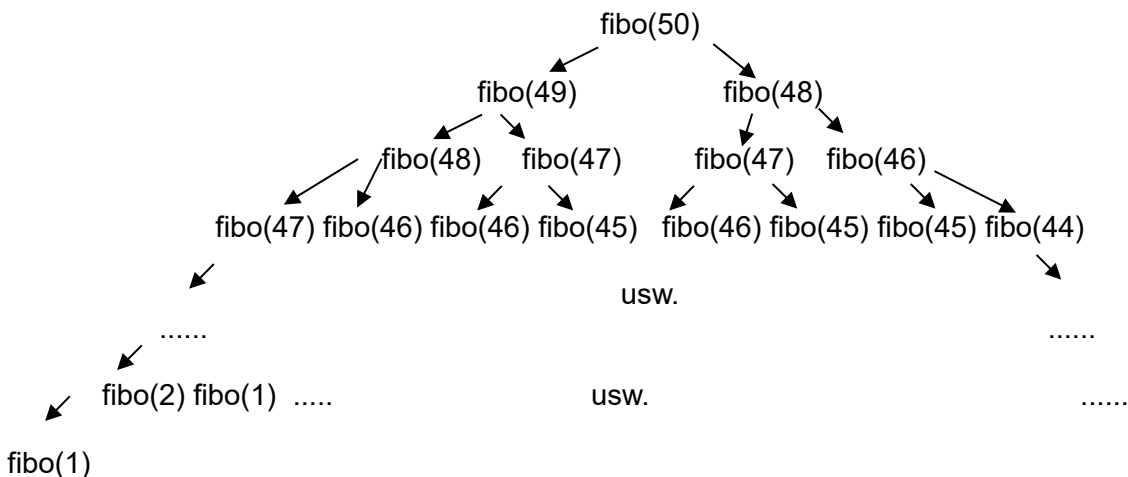 fibo(50)
fibo(49) fibo(48)
fibo(48) fibo(47) fibo(47) fibo(46)
fibo(47) fibo(46) fibo(46) fibo(45) fibo(46) fibo(45) fibo(45) fibo(44)
usw.
...... ......
fibo(2) fibo(1) ..... usw. ......
fibo(1)